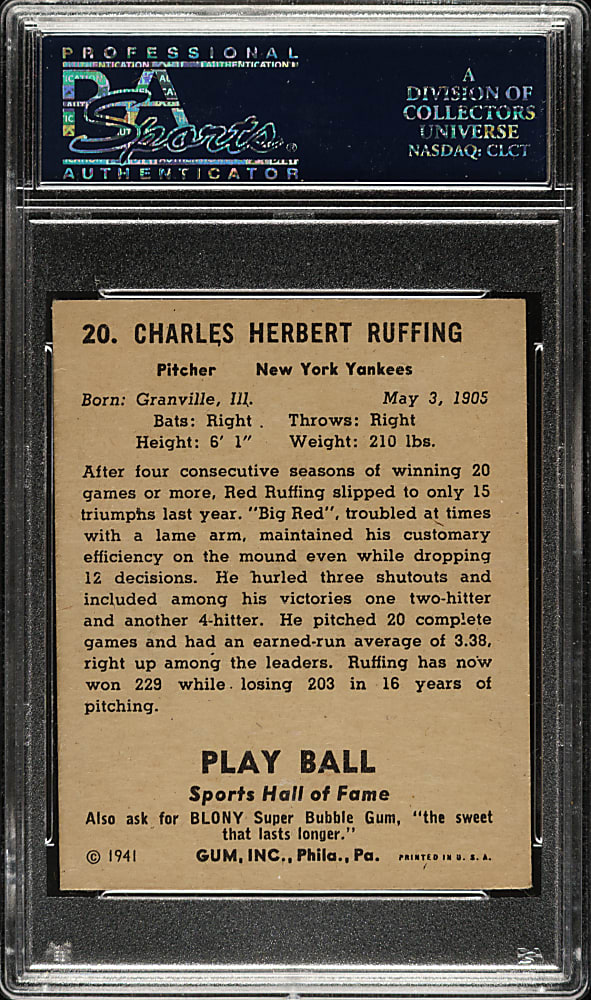 PROFESSIONAL
PSA
Sports®
AUTHENTICATOR
A
DIVISION OF
COLLECTORS
UNIVERSE
NASDAQ: CLCT
20. CHARLES HERBERT RUFFING
Pitcher New York Yankees
Born: Granville, Ill. May 3, 1905
Bats: Right Throws: Right
Height: 6' 1" Weight: 210 lbs.
After four consecutive seasons of winning 20
games or more, Red Ruffing slipped to only 15
triumphs last year. "Big Red", troubled at times
with a lame arm, maintained his customary
efficiency on the mound even while dropping
12 decisions. He hurled three shutouts and
included among his victories one two-hitter
and another 4-hitter. He pitched 20 complete
games and had an earned-run average of 3.38,
right up among the leaders. Ruffing has now
won 229 while losing 203 in 16 years of
pitching.
PLAY BALL
Sports Hall of Fame
Also ask for BLONY Super Bubble Gum, "the sweet
that lasts longer."
© 1941 GUM, INC., Phila., Pa. PRINTED IN U. S. A.